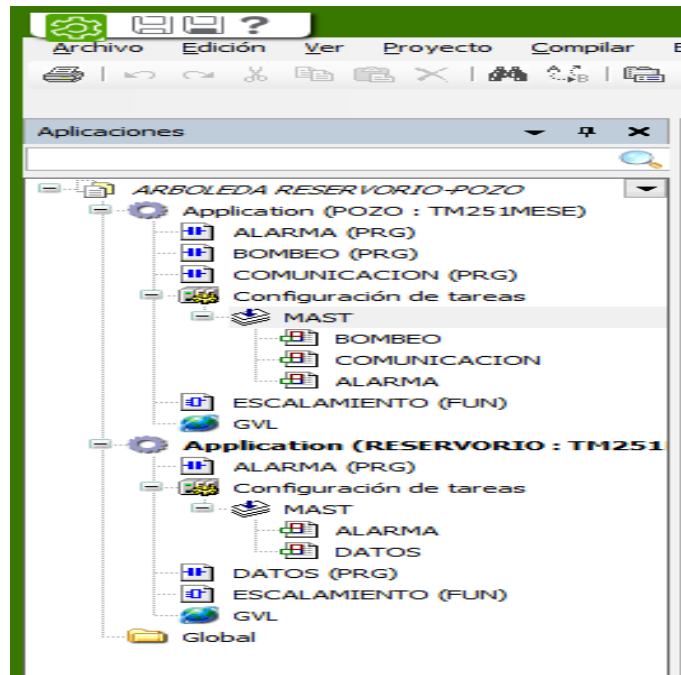 Archivo Edición Ver Proyecto Compilar
Aplicaciones
ARBOLEDA RESERVORIO-POZO
Application (POZO : TM251MESE)
ALARMA (PRG)
BOMBEO (PRG)
COMUNICACION (PRG)
Configuración de tareas
MAST
BOMBEO
COMUNICACION
ALARMA
ESCALAMIENTO (FUN)
GVL
Application (RESERVORIO : TM251
ALARMA (PRG)
Configuración de tareas
MAST
ALARMA
DATOS
DATOS (PRG)
ESCALAMIENTO (FUN)
GVL
Global